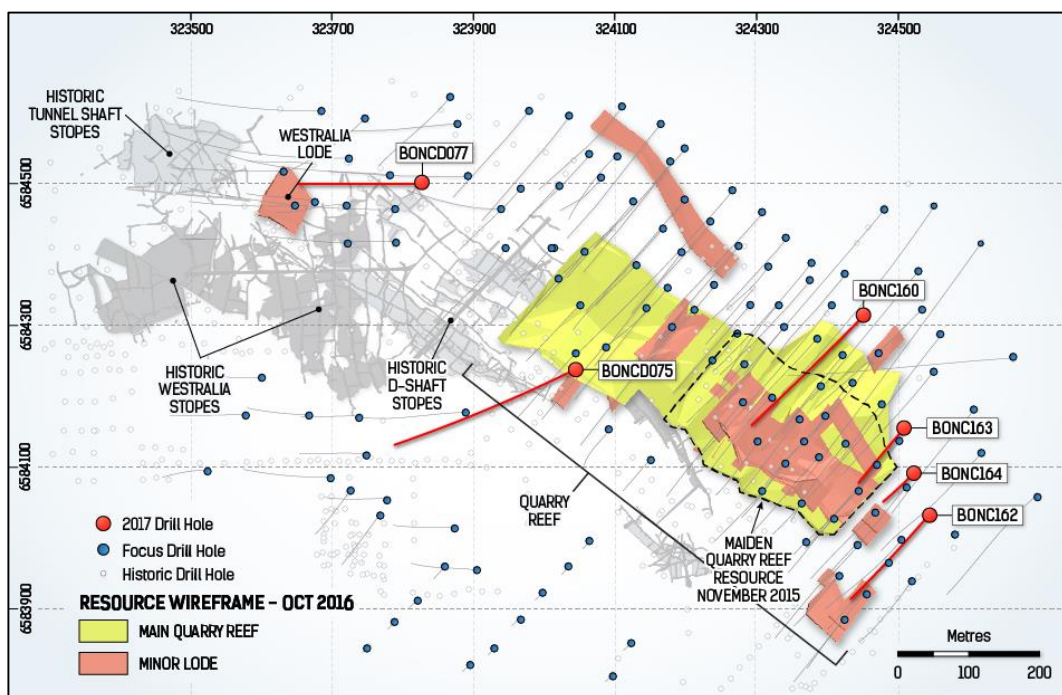 323500
323700
323900
324100
324300
324500
6584500
6584300
6584100
6583900
HISTORIC
TUNNEL SHAFT
STOPES
WESTRALIA
LODE
BONCD077
BONC160
BONCD075
HISTORIC
WESTRALIA
STOPES
HISTORIC
D-SHAFT
STOPES
BONC163
BONC164
BONC162
QUARRY
REEF
MAIDEN
QUARRY REEF
RESOURCE
NOVEMBER 2015
2017 Drill Hole
Focus Drill Hole
Historic Drill Hole
RESOURCE WIREFRAME - OCT 2016
MAIN QUARRY REEF
MINOR LODE
Metres
0 100 200